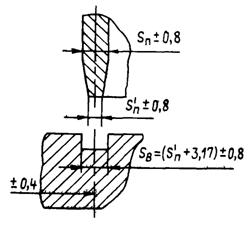 Sп ± 0,8
S'п ± 0,8
Sв = (S'п + 3,17) ± 0,8
± 0,4